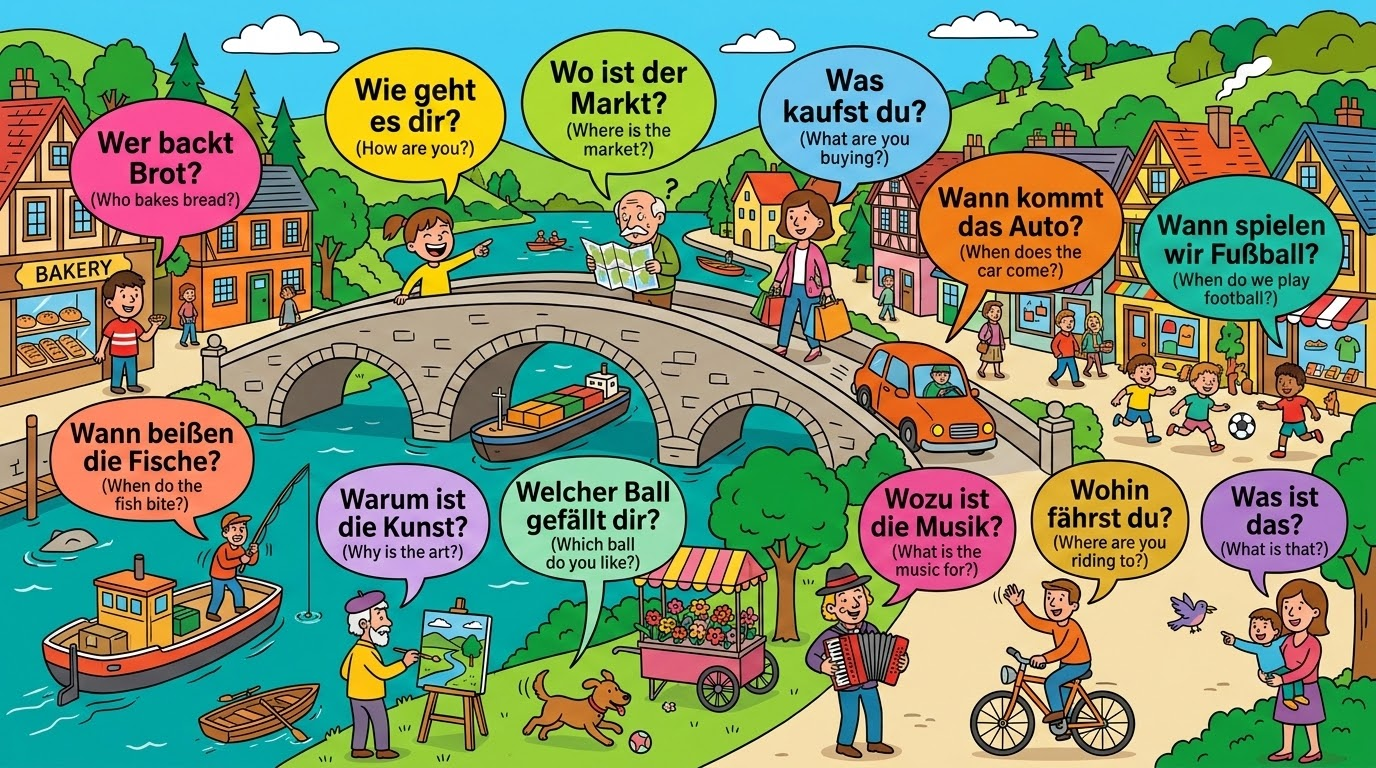 Wer backt
Brot?
(Who bakes bread?)
Wie geht
es dir?
(How are you?)
Wo ist der
Markt?
(Where is the
market?)
?
Was
kaufst du?
(What are you
buying?)
Wann kommt
das Auto?
(When does the
car come?)
Wann spielen
wir Fußball?
(When do we play
football?)
BAKERY
Wann beißen
die Fische?
(When do the
fish bite?)
Warum ist
die Kunst?
(Why is the art?)
Welcher Ball
gefällt dir?
(Which ball
do you like?)
Wozu ist
die Musik?
(What is the
music for?)
Wohin
fährst du?
(Where are you
riding to?)
Was ist
das?
(What is that?)